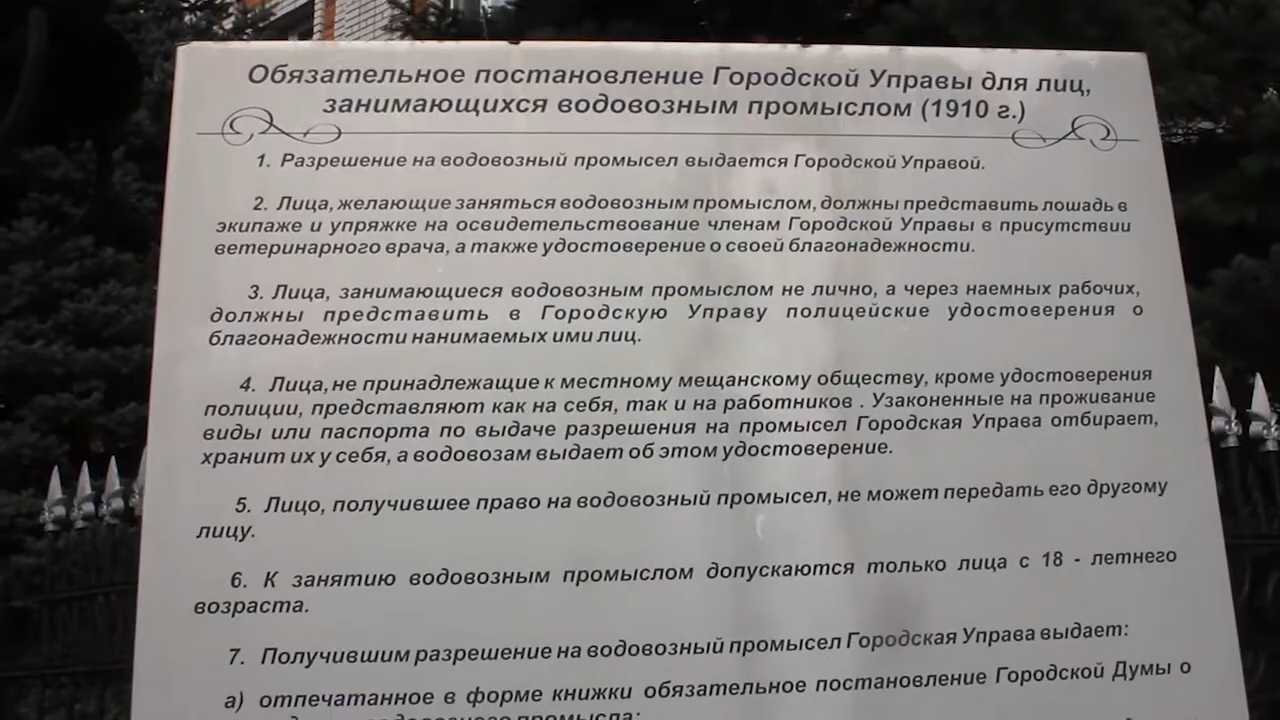 Обязательное постановление Городской Управы для лиц,
занимающихся водовозным промыслом (1910 г.)
1. Разрешение на водовозный промысел выдается Городской Управой.
2. Лица, желающие заняться водовозным промыслом, должны представить лошадь в
экипаже и упряжке на освидетельствование членам Городской Управы в присутствии
ветеринарного врача, а также удостоверение о своей благонадежности.
3. Лица, занимающиеся водовозным промыслом не лично, а через наемных рабочих,
должны представить в Городскую Управу полицейские удостоверения о
благонадежности нанимаемых ими лиц.
4. Лица, не принадлежащие к местному мещанскому обществу, кроме удостоверения
полиции, представляют как на себя, так и на работников . Узаконенные на проживание
виды или паспорта по выдаче разрешения на промысел Городская Управа отбирает,
хранит их у себя, а водовозам выдает об этом удостоверение.
5. Лицо, получившее право на водовозный промысел, не может передать его другому
лицу.
6. К занятию водовозным промыслом допускаются только лица с 18 - летнего
возраста.
7. Получившим разрешение на водовозный промысел Городская Управа выдает:
а) отпечатанное в форме книжки обязательное постановление Городской Думы о
водовозного промысла;